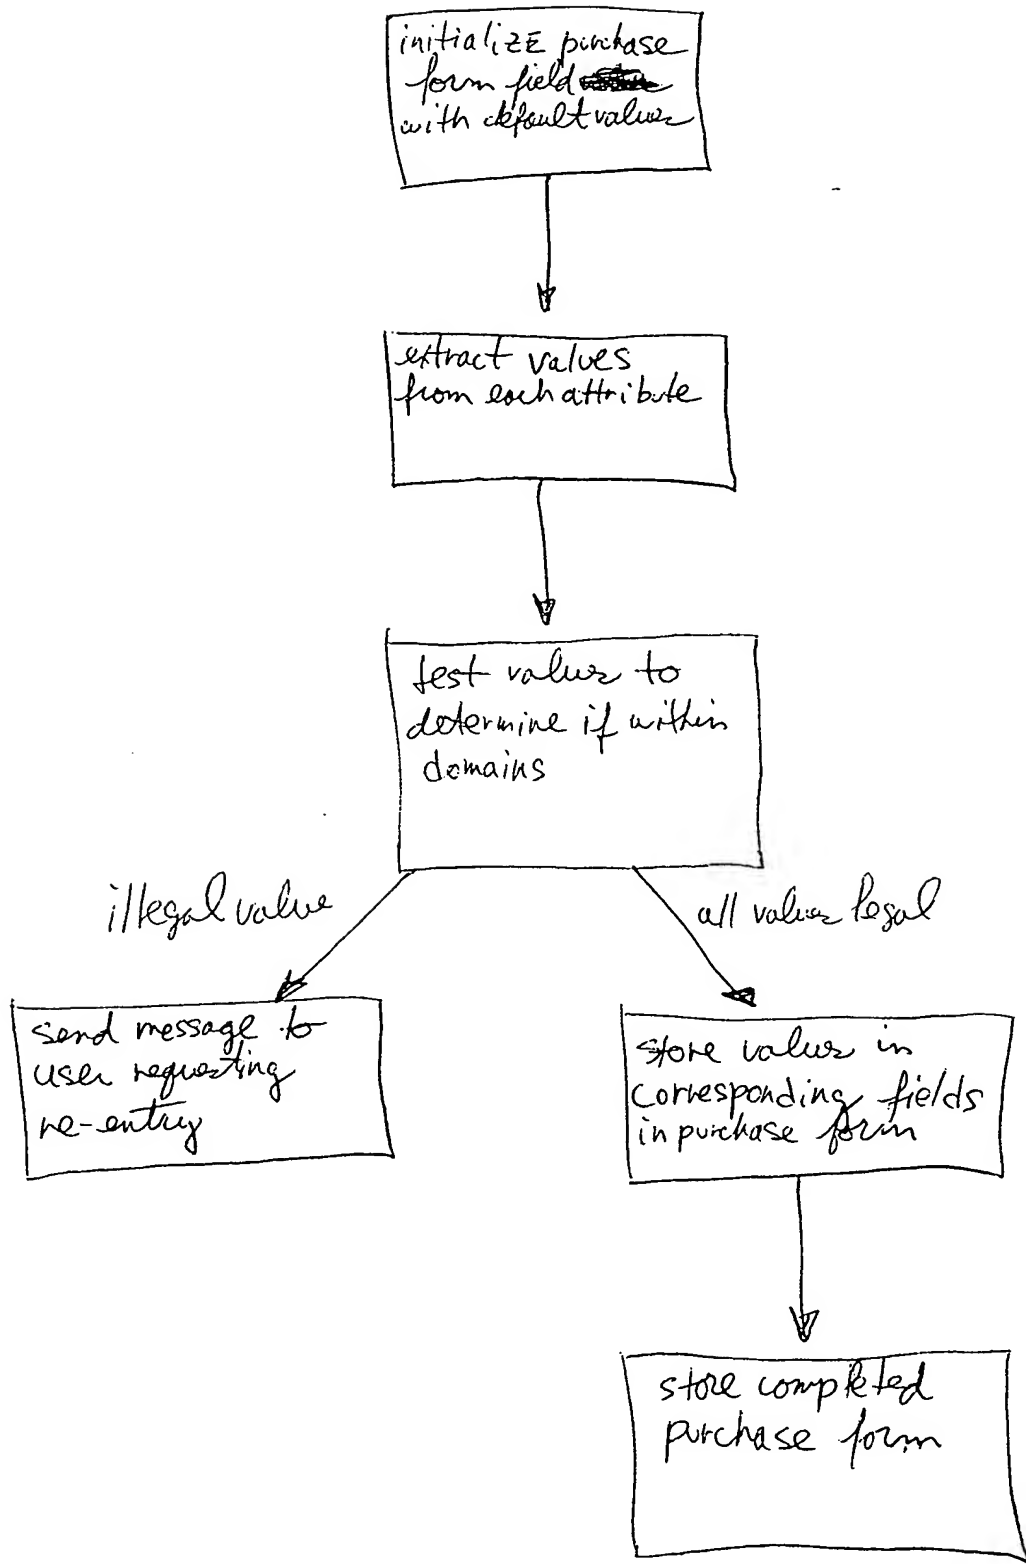 initialize purchase
form field
with default values
extract values
from each attribute
test values to
determine if within
domains
illegal value
all values legal
send message to
user requesting
re-entry
store values in
corresponding fields
in purchase form
store completed
purchase form